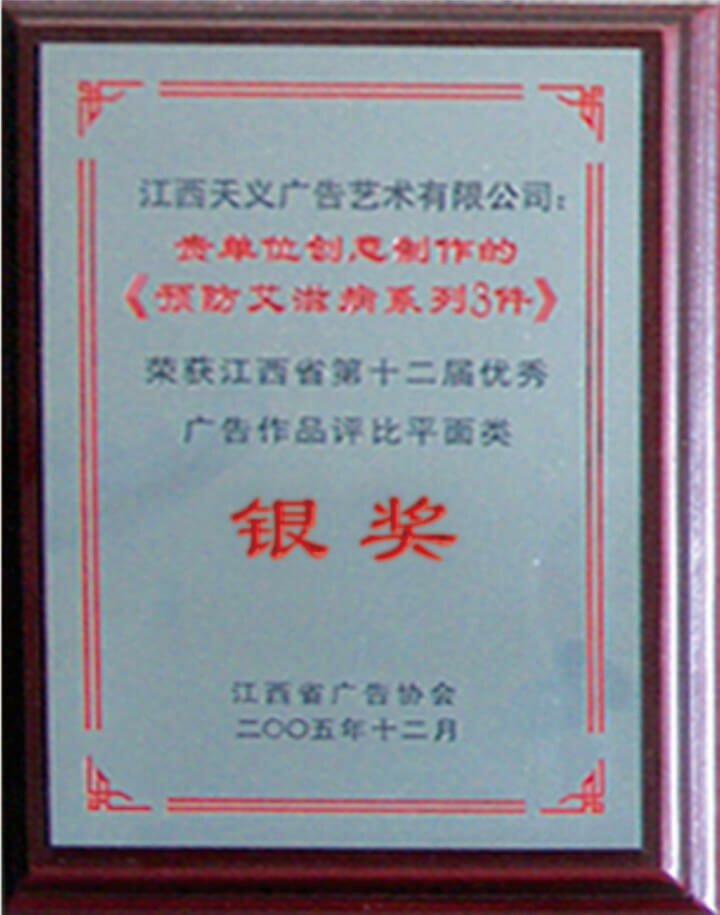 江西天义广告艺术有限公司：
贵单位创意制作的
《预防艾滋病系列3件》
荣获江西省第十二届优秀
广告作品评比平面类
银奖
江西省广告协会
二〇〇五年十二月